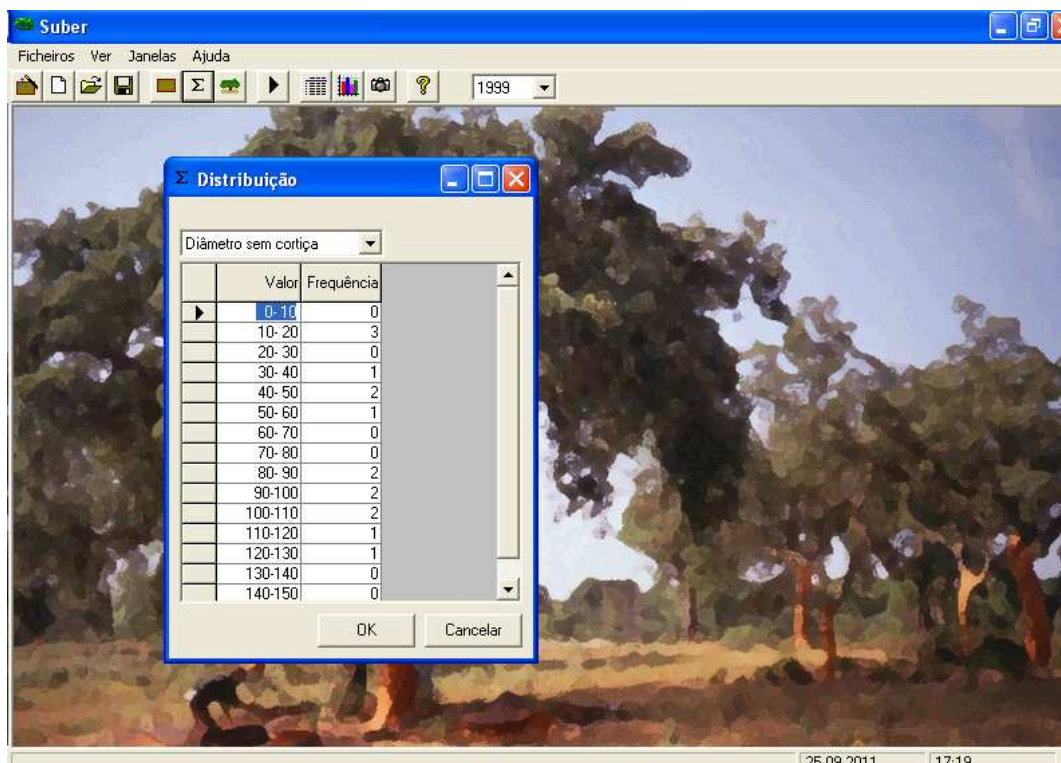 Suber
Ficheiros Ver Janelas Ajuda
Σ ? 1999
Σ Distribuição
Diâmetro sem cortiça
Valor Frequência
0- 10 0
10- 20 3
20- 30 0
30- 40 1
40- 50 2
50- 60 1
60- 70 0
70- 80 0
80- 90 2
90-100 2
100-110 2
110-120 1
120-130 1
130-140 0
140-150 0
OK Cancelar
25.09.2011 17:19